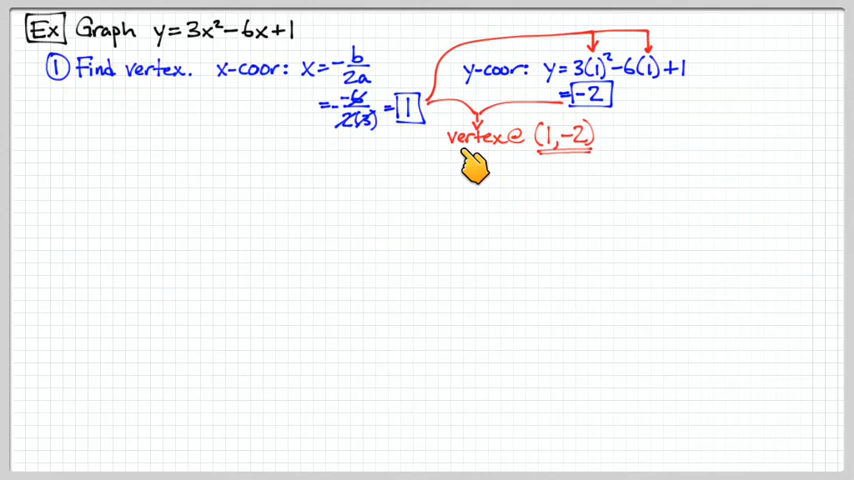 Ex Graph y=3x²-6x+1
① Find vertex. x-coor: x=-b/2a
=- -6/2(3) = 1
y-coor: y=3(1)²-6(1)+1
=-2
vertex@ (1,-2)